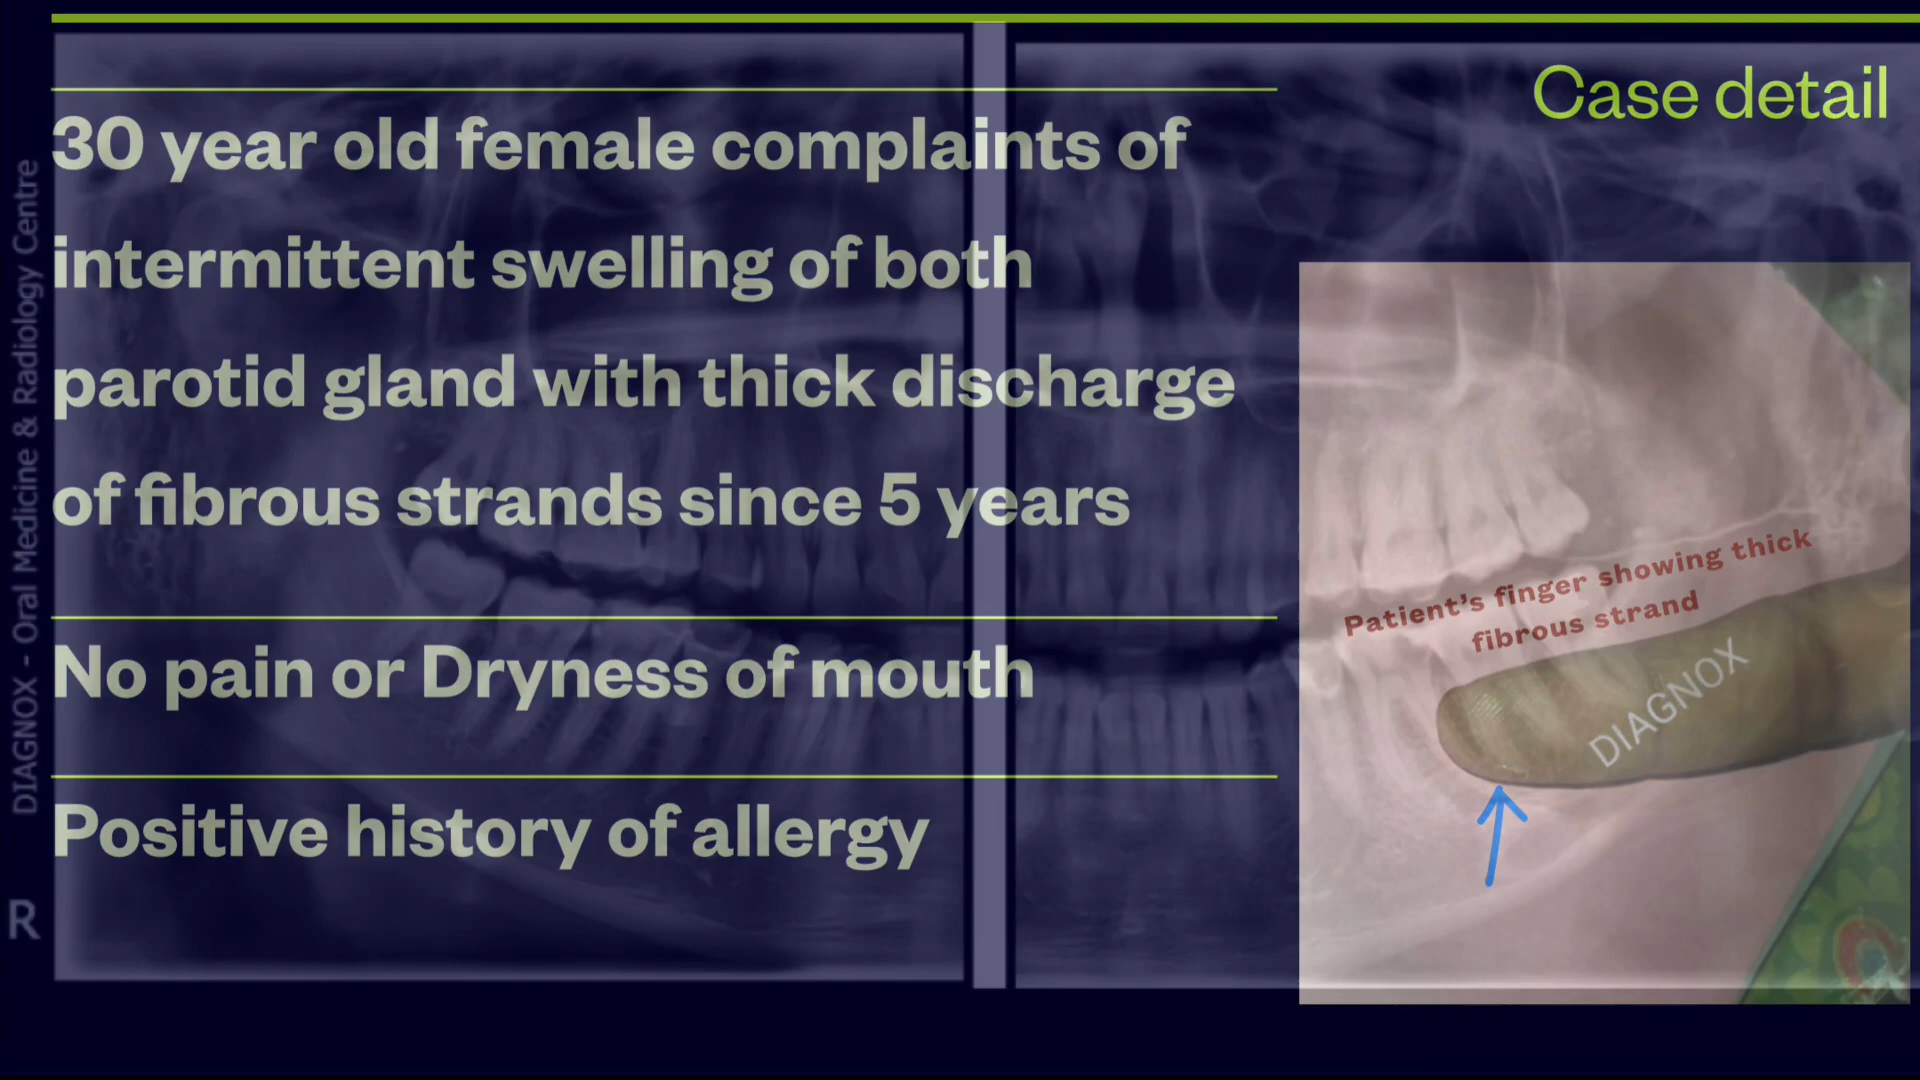 Case detail
30 year old female complaints of
intermittent swelling of both
parotid gland with thick discharge
of fibrous strands since 5 years
No pain or Dryness of mouth
Positive history of allergy
Patient's finger showing thick
fibrous strand
DIAGNOX
DIAGNOX - Oral Medicine & Radiology Centre
R